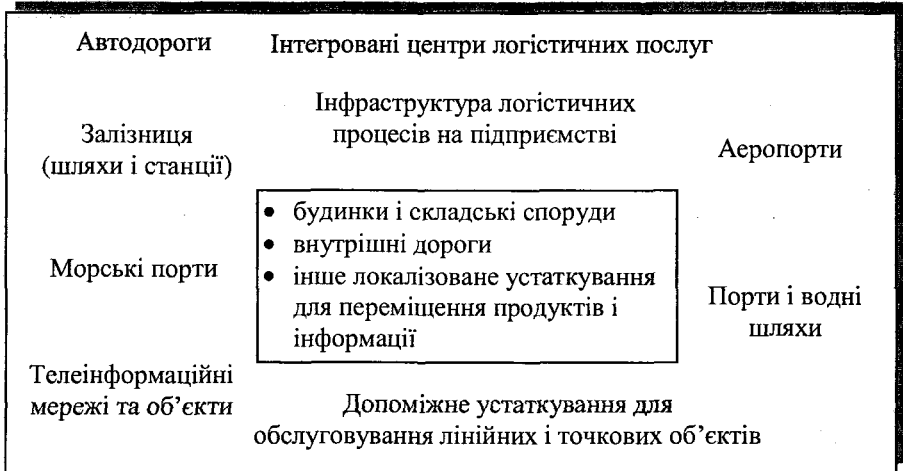 Автодороги
Інтегровані центри логістичних послуг
Інфраструктура логістичних
процесів на підприємстві
Залізниця
(шляхи і станції)
Аеропорти
• будинки і складські споруди
• внутрішні дороги
• інше локалізоване устаткування
для переміщення продуктів і
інформації
Морські порти
Порти і водні
шляхи
Телеінформаційні
мережі та об’єкти
Допоміжне устаткування для
обслуговування лінійних і точкових об’єктів